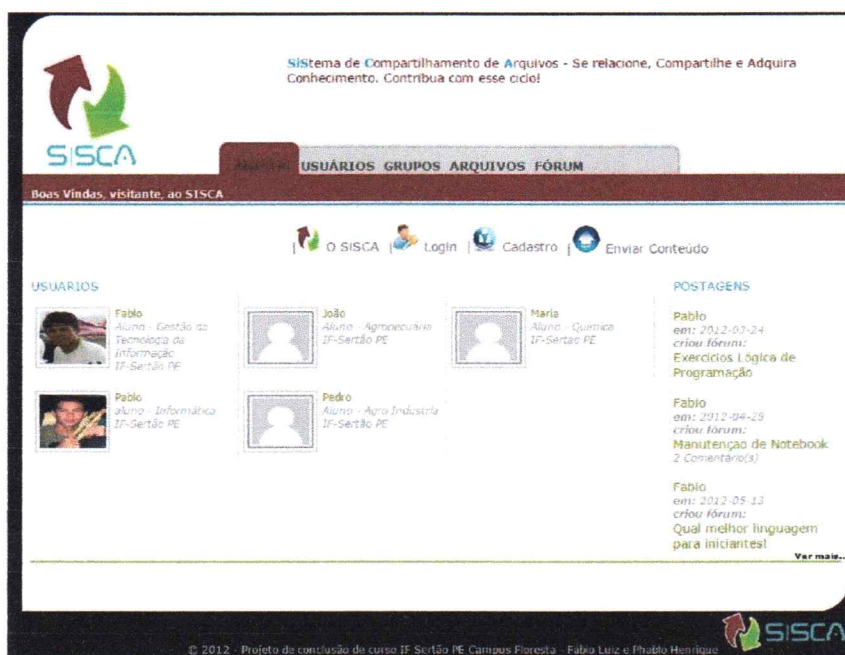 SiStema de Compartilhamento de Arquivos - Se relacione, Compartilhe e Adquira
Conhecimento. Contribua com esse ciclo!
SISCA
USUÁRIOS GRUPOS ARQUIVOS FÓRUM
Boas Vindas, visitante, ao SISCA
| O SISCA | Login | Cadastro | Enviar Conteúdo
USUARIOS
Fabio
Aluno - Gestão da
Tecnologia da
Informação
IF-Sertão PE
João
Aluno - Agropecuária
IF-Sertão PE
Maria
Aluno - Quimica
IF-Sertao PE
Pablo
aluno - Informática
IF-Sertão PE
Pedro
Aluno - Agro Industria
IF-Sertão PE
POSTAGENS
Pablo
em: 2012-03-24
criou fórum:
Exercicios Lógica de
Programação
Fabio
em: 2012-04-28
criou fórum:
Manutenção de Notebook
2 Comentário(s)
Fabio
em: 2012-05-13
criou fórum:
Qual melhor linguagem
para iniciantes!
Ver mais..
SISCA
© 2012 - Projeto de conclusão de curso IF Sertão PE Campus Floresta - Fábio Luiz e Phablo Henrique